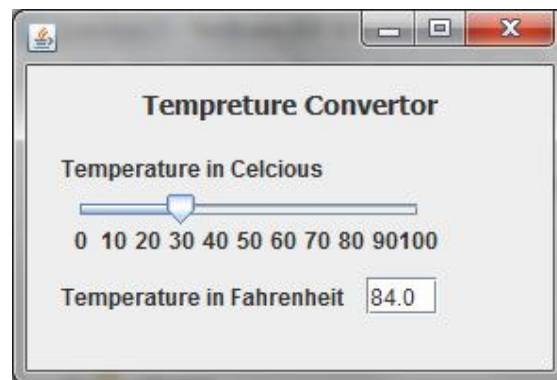 Tempreture Convertor
Temperature in Celcious
0 10 20 30 40 50 60 70 80 90100
Temperature in Fahrenheit 84.0